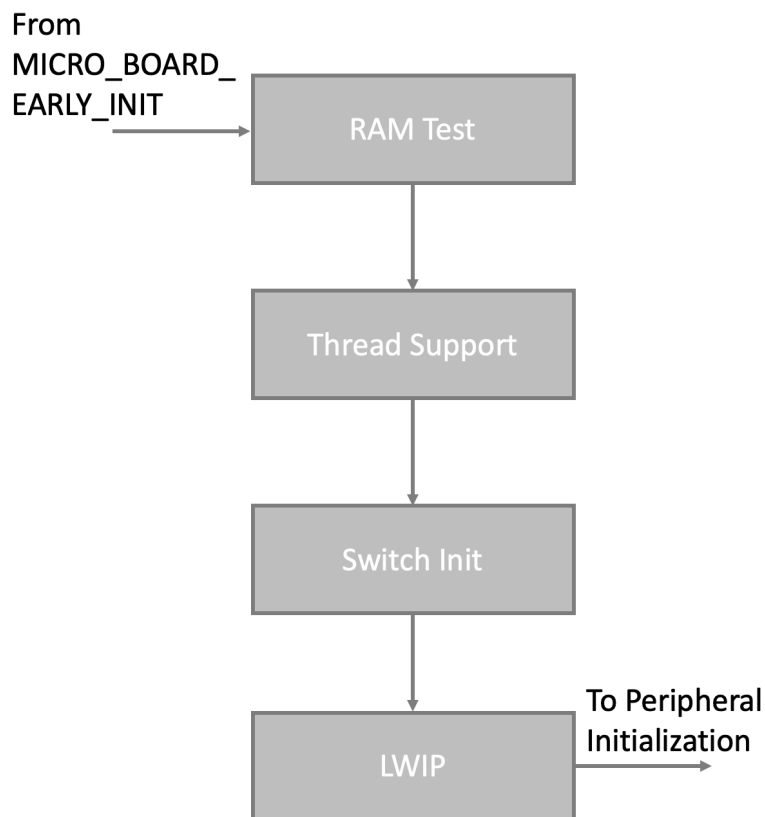 From
MICRO_BOARD_
EARLY_INIT
RAM Test
Thread Support
Switch Init
LWIP
To Peripheral
Initialization